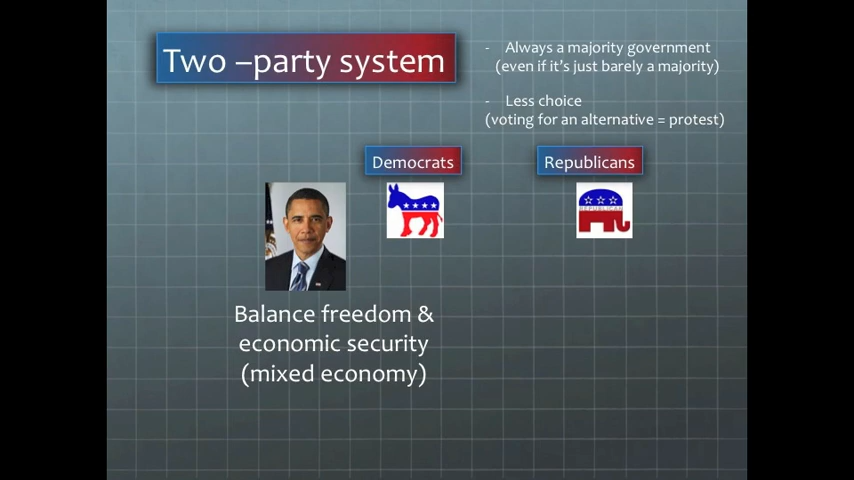 Two –party system
- Always a majority government
(even if it's just barely a majority)
- Less choice
(voting for an alternative = protest)
Democrats
Republicans
REPUBLICAN
Balance freedom &
economic security
(mixed economy)